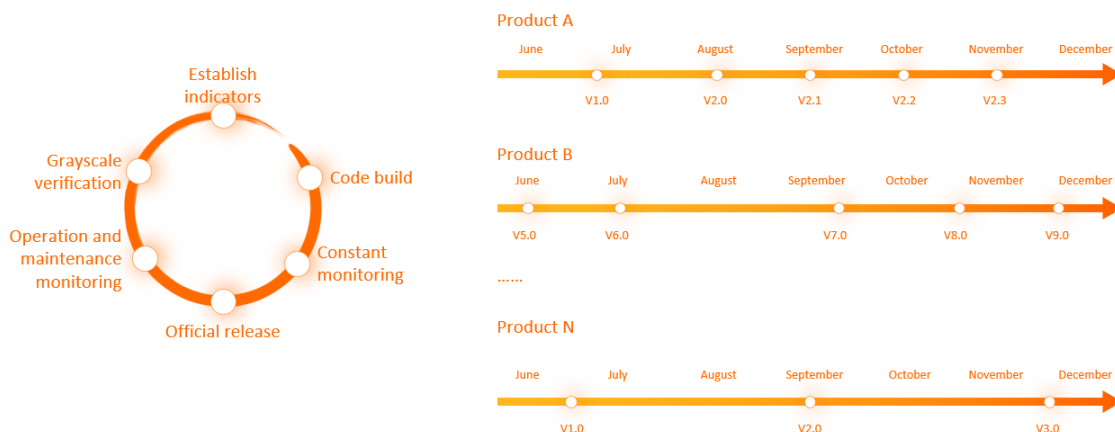 Establish
indicators
Code build
Constant
monitoring
Official release
Operation and
maintenance
monitoring
Grayscale
verification
Product A
June July August September October November December
V1.0 V2.0 V2.1 V2.2 V2.3
Product B
June July August September October November December
V5.0 V6.0 V7.0 V8.0 V9.0
......
Product N
June July August September October November December
V1.0 V2.0 V3.0